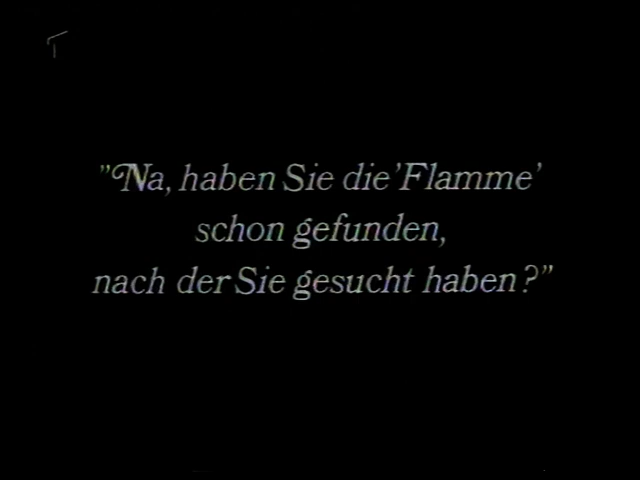 "Na, haben Sie die 'Flamme'
schon gefunden,
nach der Sie gesucht haben?"